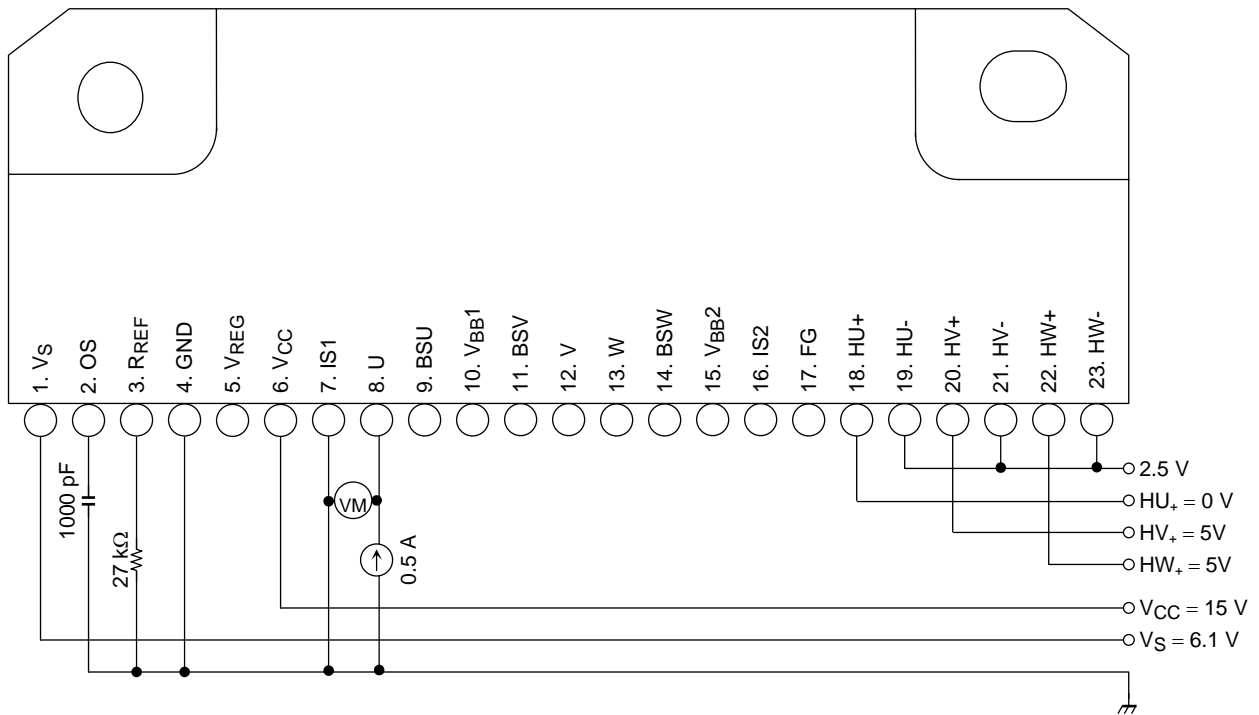 1. VS
2. OS
3. RREF
4. GND
5. VREG
6. VCC
7. IS1
8. U
9. BSU
10. VBB1
11. BSV
12. V
13. W
14. BSW
15. VBB2
16. IS2
17. FG
18. HU+
19. HU-
20. HV+
21. HV-
22. HW+
23. HW-
1000 pF
27 kΩ
VM
0.5 A
2.5 V
HU+ = 0 V
HV+ = 5V
HW+ = 5V
VCC = 15 V
VS = 6.1 V